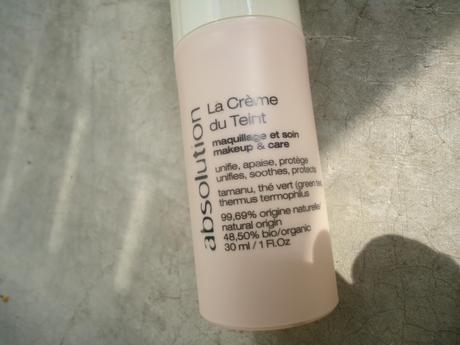 absolution
La Crème
du Teint
maquillage et soin
makeup & care
unifie, apaise, protège
unifies, soothes, protects
tamanu, thé vert (green tea)
thermus termophilus
99,69% origine naturelle/
natural origin
48,50% bio/organic
30 ml / 1 Fl.Oz